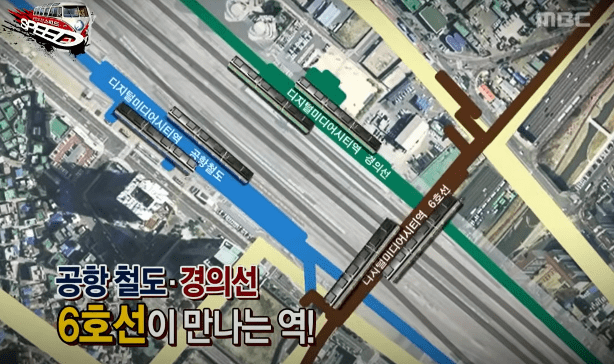 SPEED
MBC
디지털미디어시티역 공항철도
디지털미디어시티역 경의선
디지털미디어시티역 6호선
공항 철도·경의선
6호선이 만나는 역!